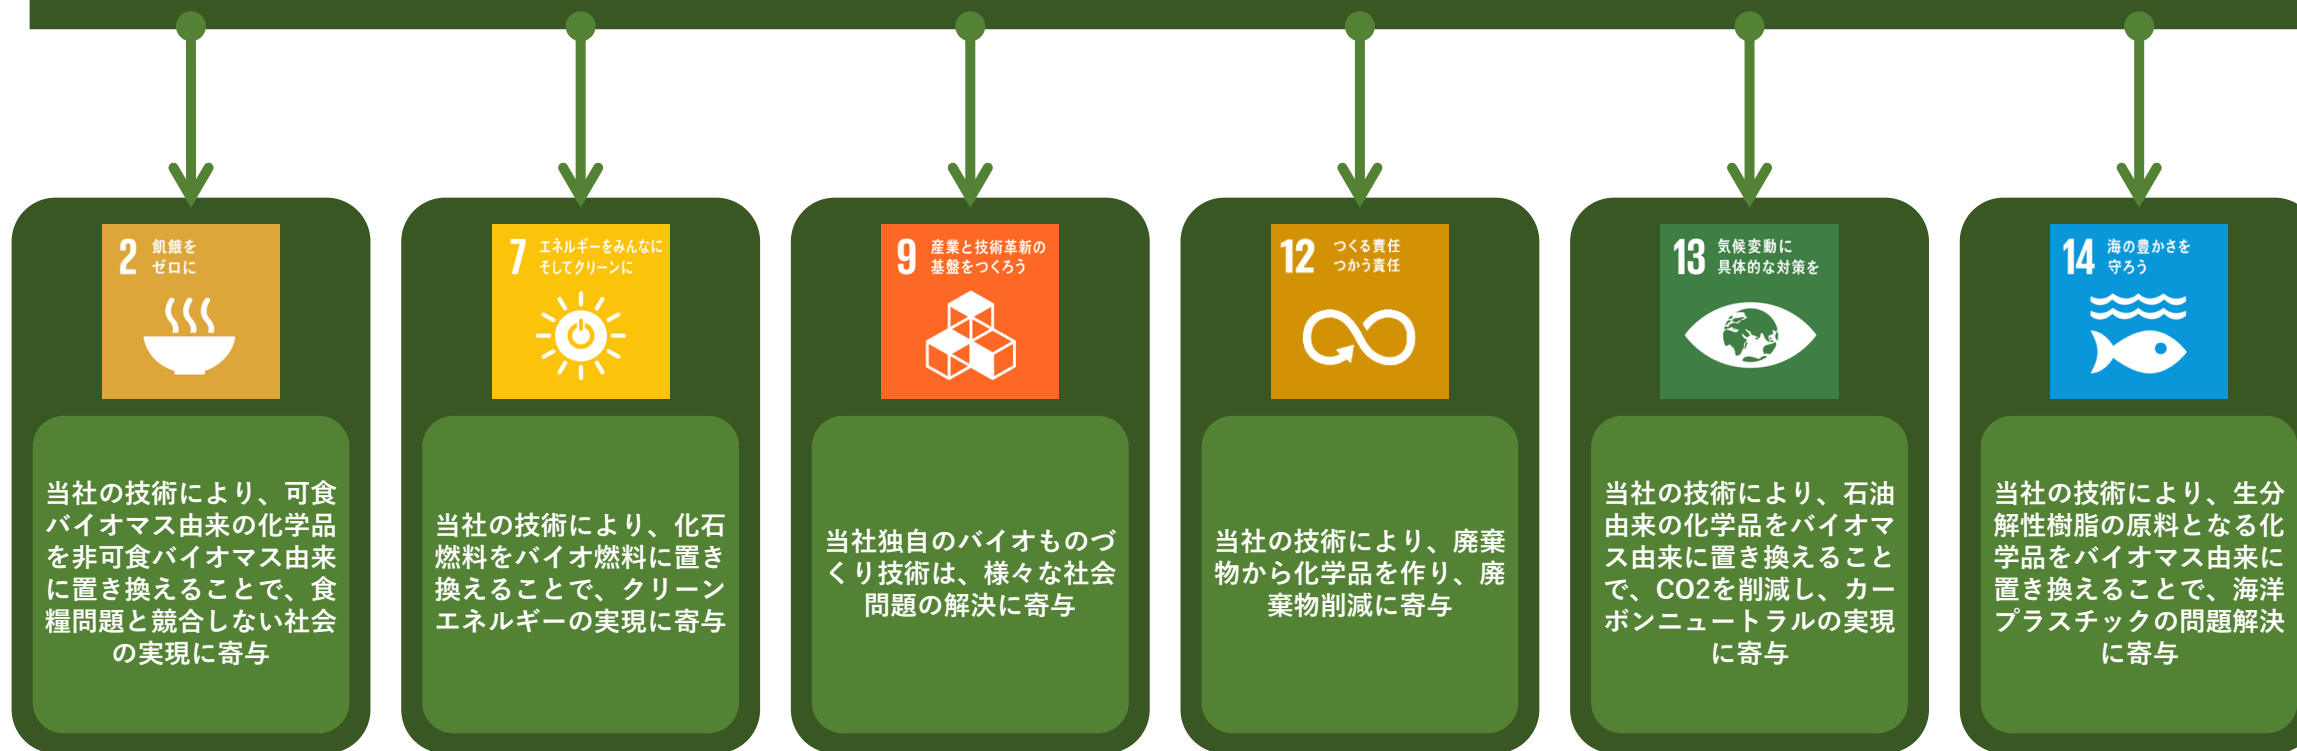 2 飢餓を
ゼロに
当社の技術により、可食
バイオマス由来の化学品
を非可食バイオマス由来
に置き換えることで、食
糧問題と競合しない社会
の実現に寄与
7 エネルギーをみんなに
そしてクリーンに
当社の技術により、化石
燃料をバイオ燃料に置き
換えることで、クリーン
エネルギーの実現に寄与
9 産業と技術革新の
基盤をつくろう
当社独自のバイオものづ
くり技術は、様々な社会
問題の解決に寄与
12 つくる責任
つかう責任
当社の技術により、廃棄
物から化学品を作り、廃
棄物削減に寄与
13 気候変動に
具体的な対策を
当社の技術により、石油
由来の化学品をバイオマ
ス由来に置き換えること
で、CO2を削減し、カー
ボンニュートラルの実現
に寄与
14 海の豊かさを
守ろう
当社の技術により、生分
解性樹脂の原料となる化
学品をバイオマス由来に
置き換えることで、海洋
プラスチックの問題解決
に寄与